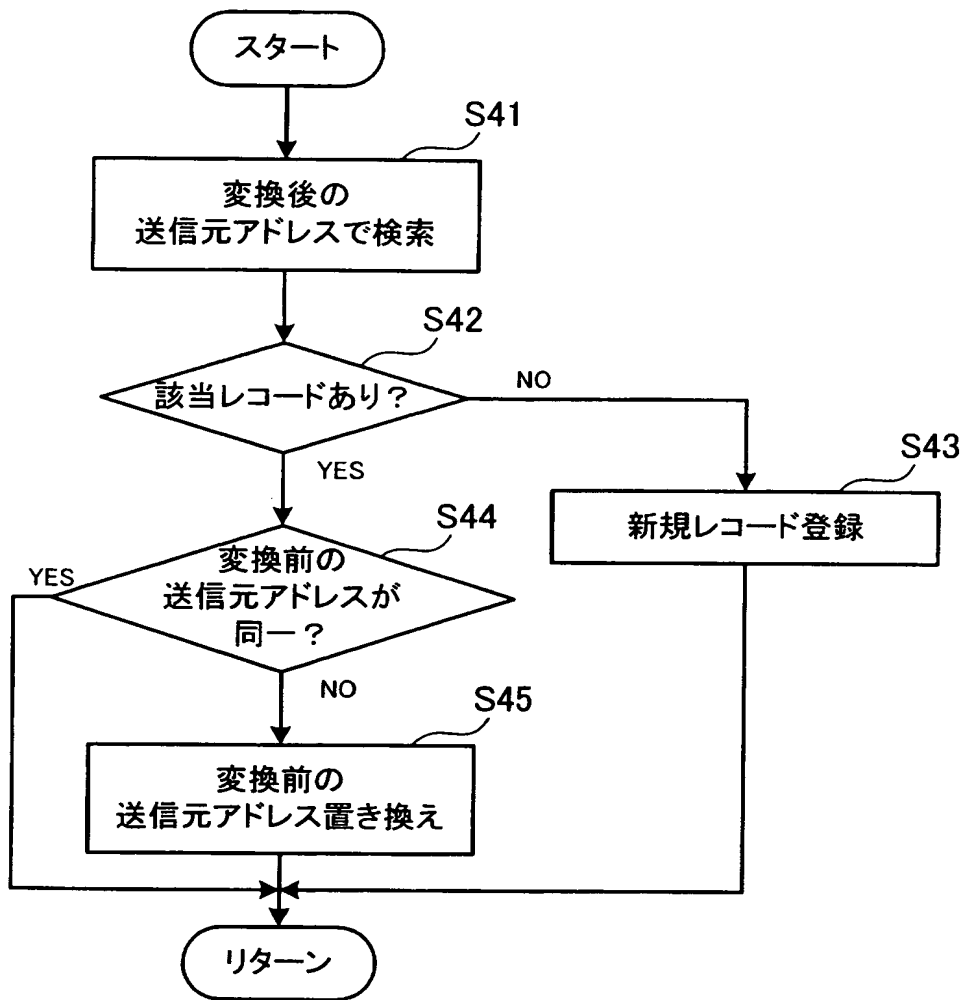 スタート
S41
変換後の
送信元アドレスで検索
S42
該当レコードあり？
NO
YES
S43
新規レコード登録
S44
変換前の
送信元アドレスが
同一？
YES
NO
S45
変換前の
送信元アドレス置き換え
リターン